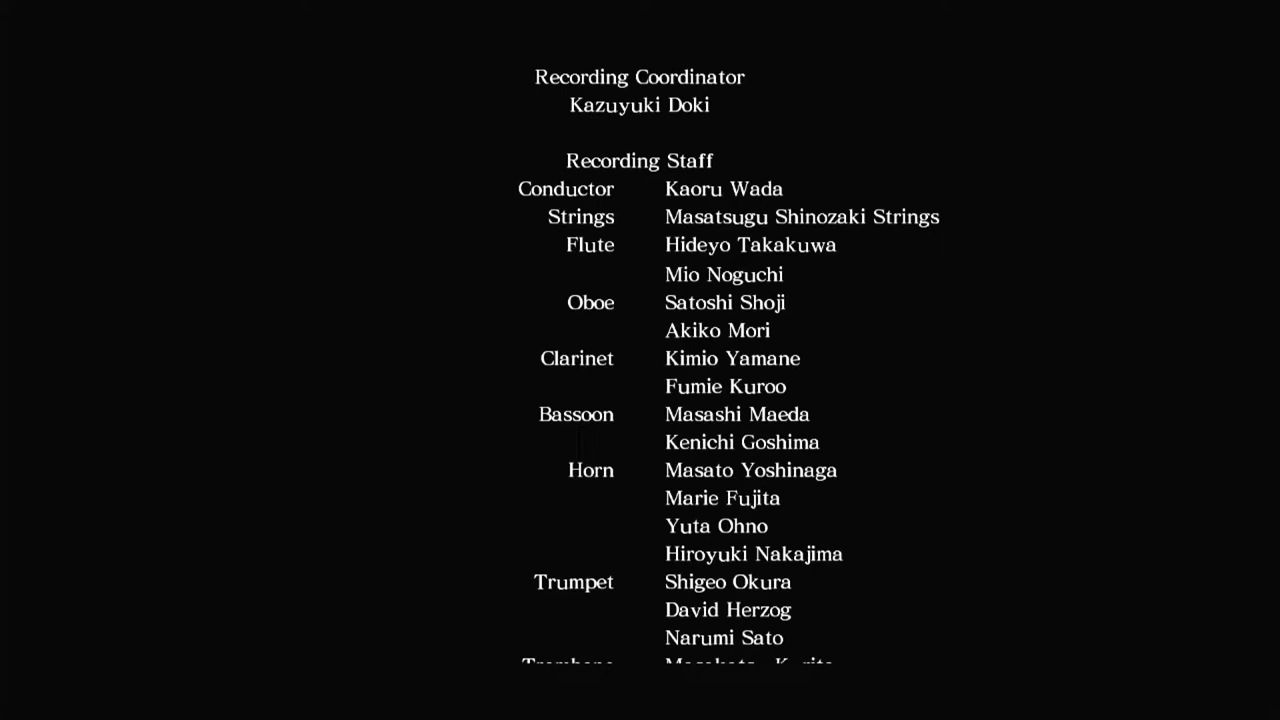 Recording Coordinator
Kazuyuki Doki
Recording Staff
Conductor Kaoru Wada
Strings Masatsugu Shinozaki Strings
Flute Hideyo Takakuwa
Mio Noguchi
Oboe Satoshi Shoji
Akiko Mori
Clarinet Kimio Yamane
Fumie Kuroo
Bassoon Masashi Maeda
Kenichi Goshima
Horn Masato Yoshinaga
Marie Fujita
Yuta Ohno
Hiroyuki Nakajima
Trumpet Shigeo Okura
David Herzog
Narumi Sato
Trombone